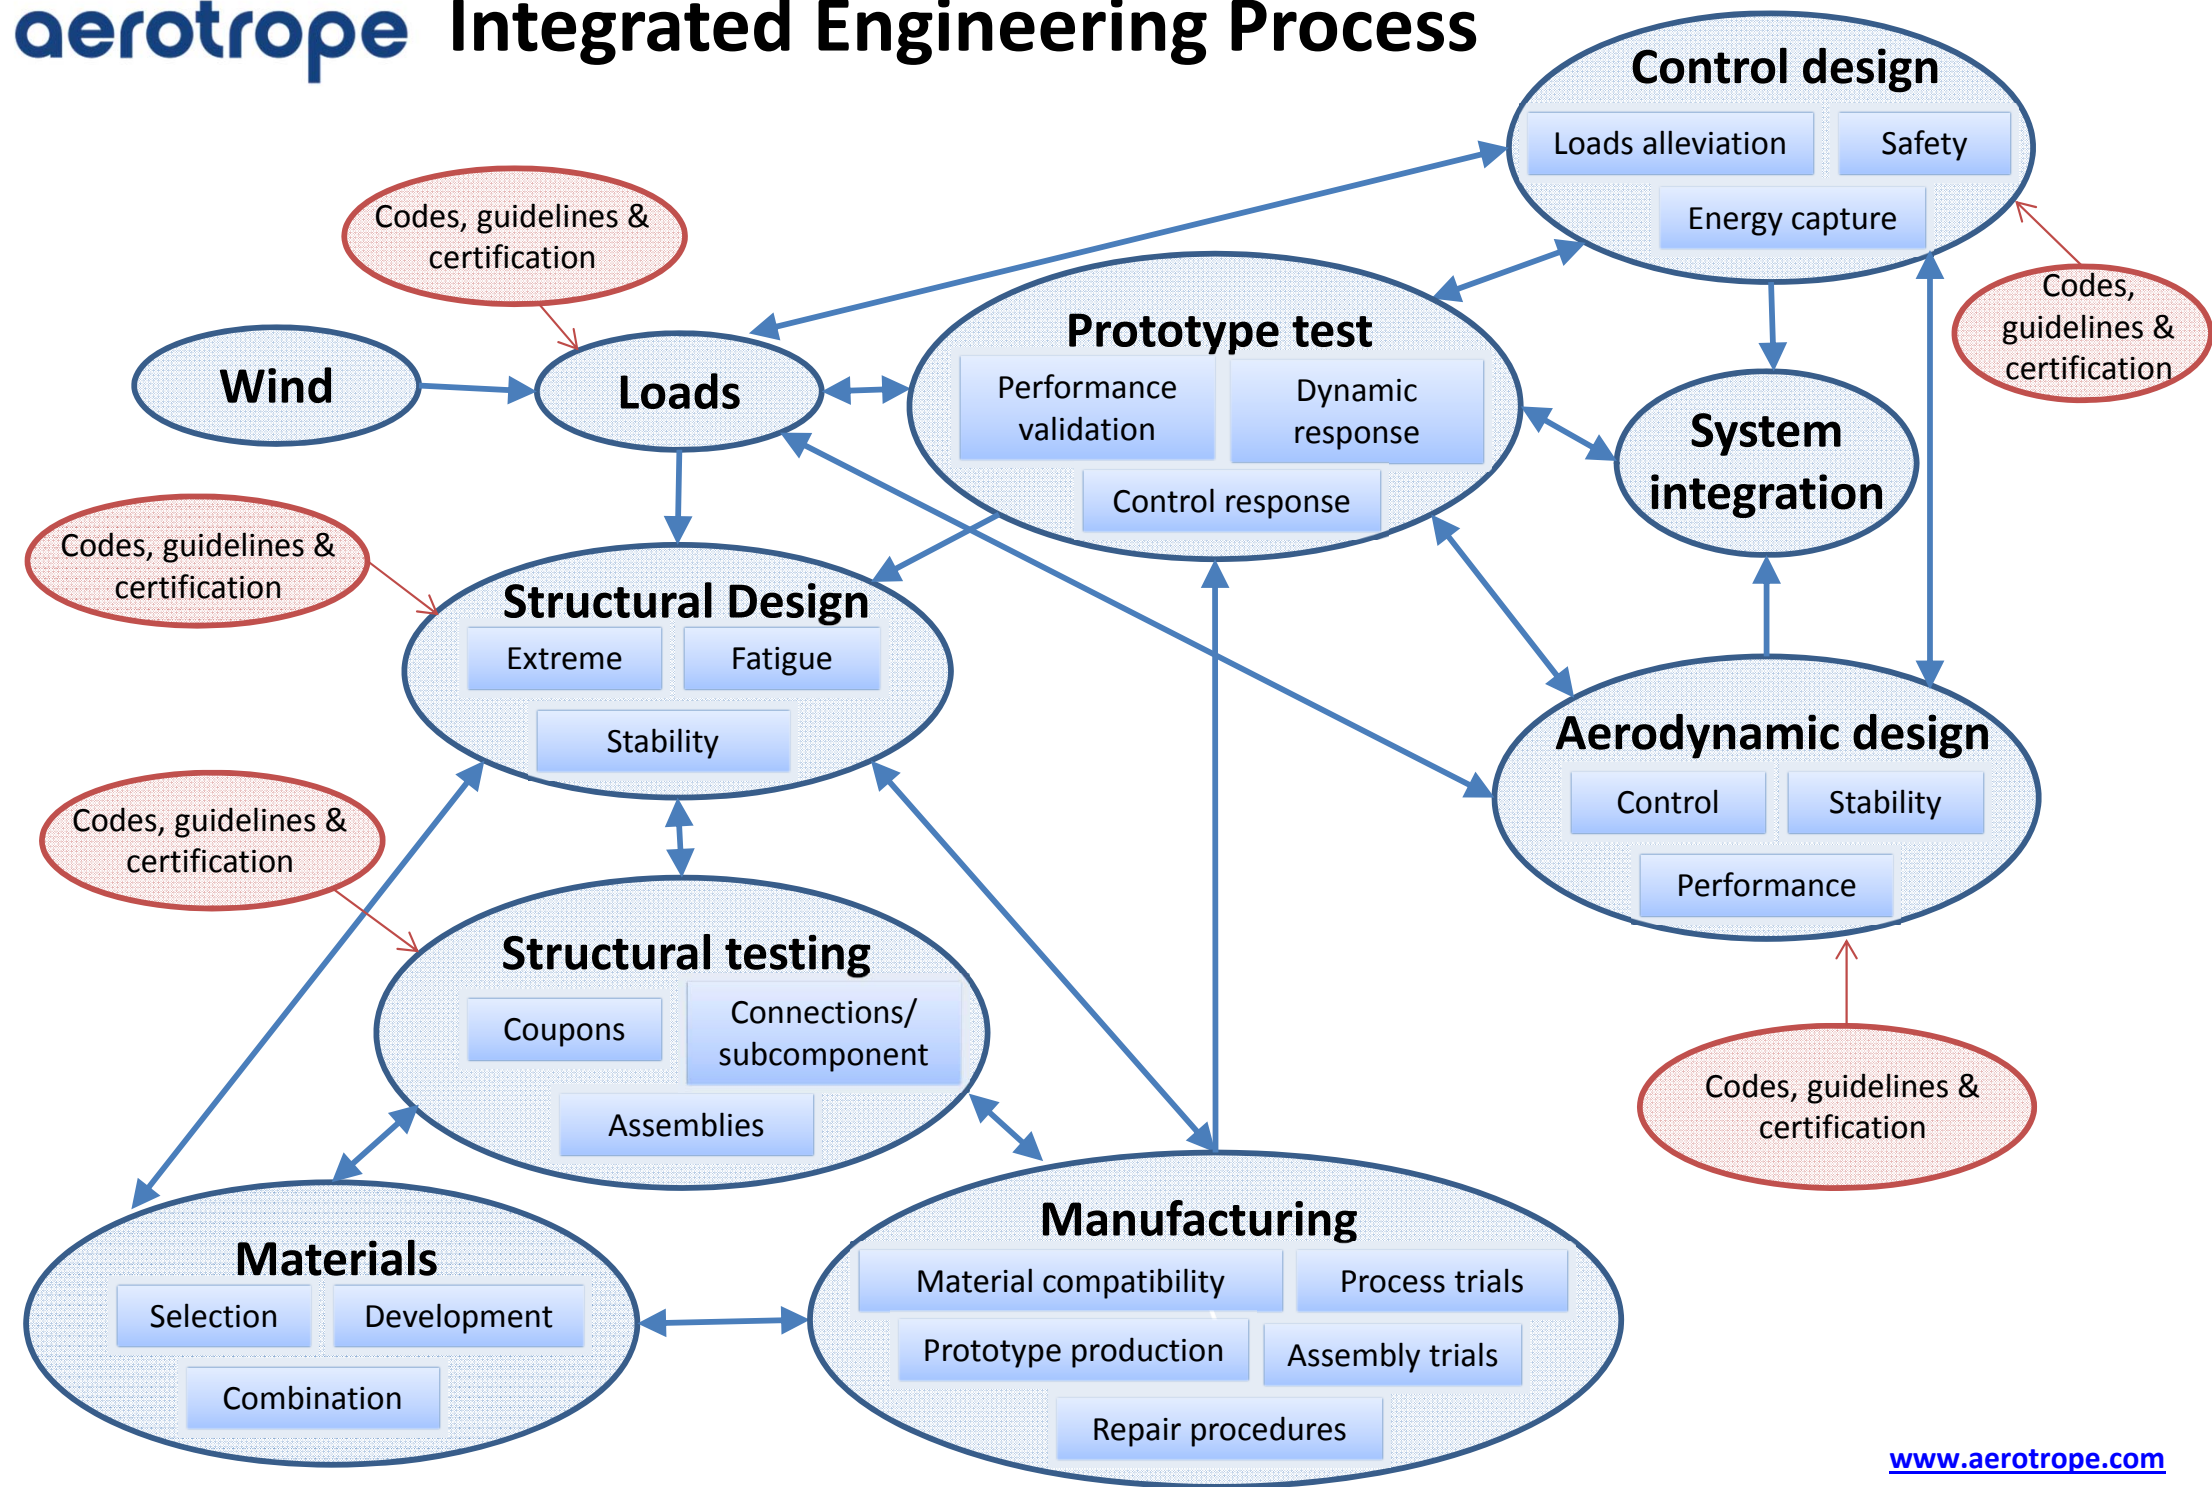 aerotrope
Integrated Engineering Process
Control design
Loads alleviation
Safety
Energy capture
Codes, guidelines &
certification
Codes,
guidelines &
certification
Prototype test
Performance
validation
Dynamic
response
Control response
Wind
Loads
System
integration
Codes, guidelines &
certification
Structural Design
Extreme
Fatigue
Stability
Aerodynamic design
Control
Stability
Performance
Codes, guidelines &
certification
Structural testing
Coupons
Connections/
subcomponent
Assemblies
Codes, guidelines &
certification
Materials
Selection
Development
Combination
Manufacturing
Material compatibility
Process trials
Prototype production
Assembly trials
Repair procedures
www.aerotrope.com